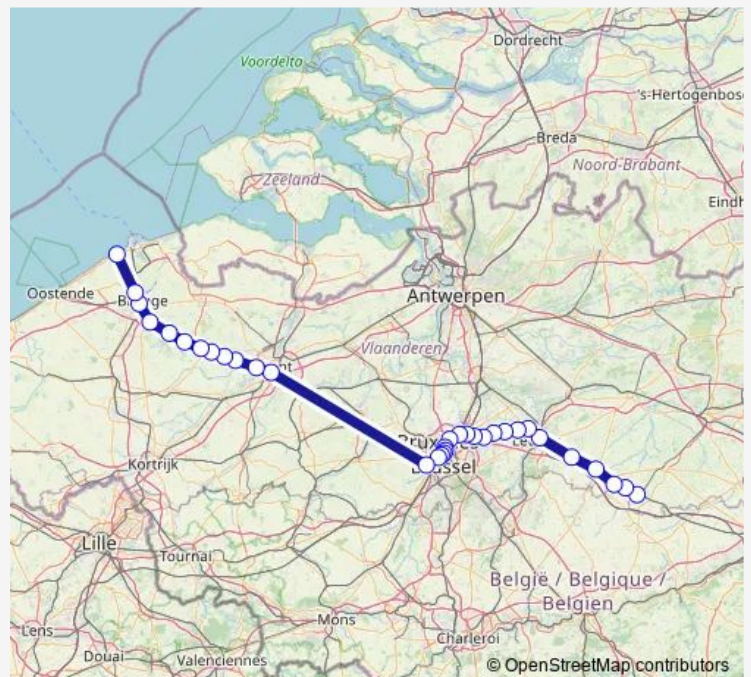 Dordrecht
Voordelta
's-Hertogenbos
Breda
Noord-Brabant
Zeeland
Eindh
Oostende
Antwerpen
Vlaanderen
Kortrijk
Lille
Tournai
België / Belgique /
Belgien
Mons
Lens
Charleroi
Douai
Valenciennes
© OpenStreetMap contributors